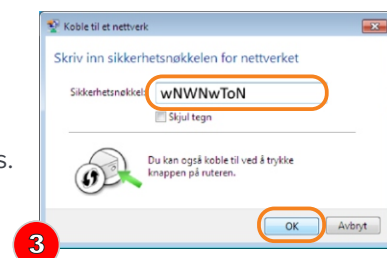 Koble til et nettverk
Skriv inn sikkerhetsnøkkelen for nettverket
Sikkerhetsnøkkel: wNWNwToN
Skjul tegn
s.
Du kan også koble til ved å trykke
knappen på ruteren.
OK Avbryt
3